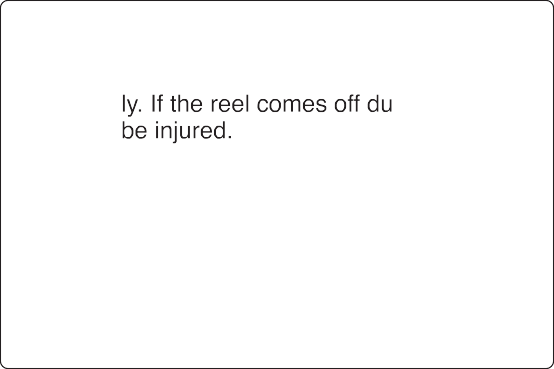 ly. If the reel comes off du
be injured.